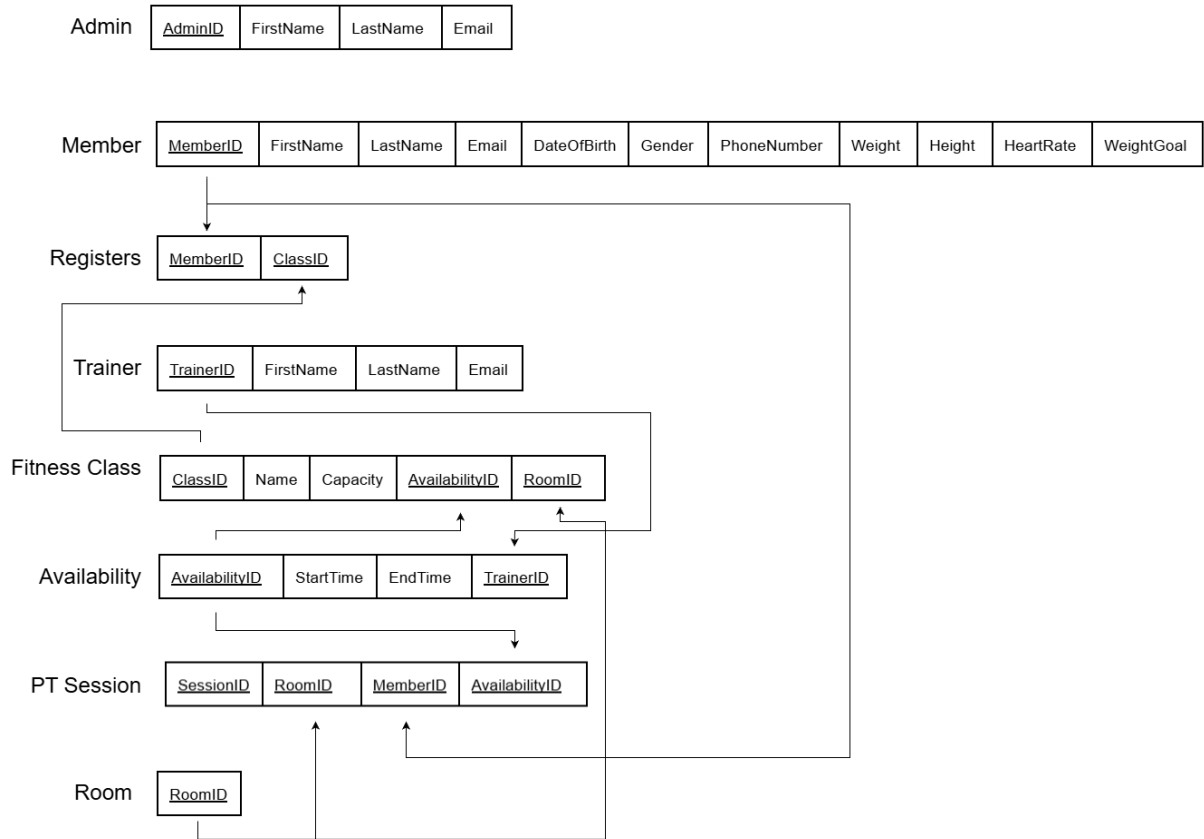 Admin AdminID FirstName LastName Email
Member MemberID FirstName LastName Email DateOfBirth Gender PhoneNumber Weight Height HeartRate WeightGoal
Registers MemberID ClassID
Trainer TrainerID FirstName LastName Email
Fitness Class ClassID Name Capacity AvailabilityID RoomID
Availability AvailabilityID StartTime EndTime TrainerID
PT Session SessionID RoomID MemberID AvailabilityID
Room RoomID